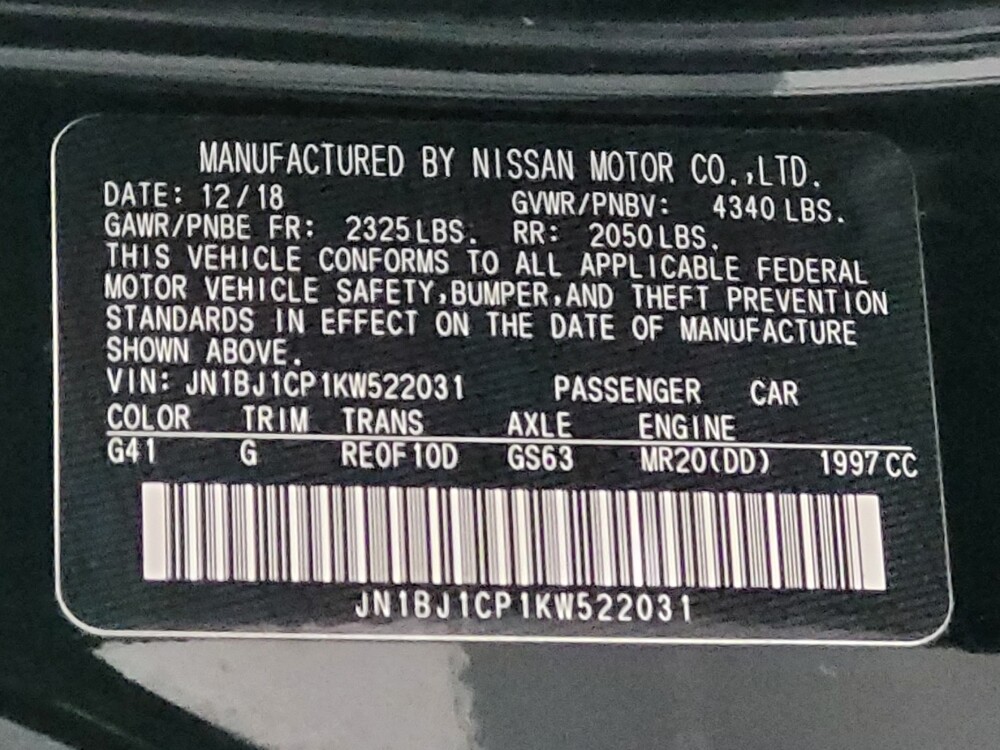 MANUFACTURED BY NISSAN MOTOR CO.,LTD.
DATE: 12/18 GVWR/PNBV: 4340 LBS.
GAWR/PNBE FR: 2325 LBS. RR: 2050 LBS.
THIS VEHICLE CONFORMS TO ALL APPLICABLE FEDERAL
MOTOR VEHICLE SAFETY,BUMPER,AND THEFT PREVENTION
STANDARDS IN EFFECT ON THE DATE OF MANUFACTURE
SHOWN ABOVE.
VIN: JN1BJ1CP1KW522031 PASSENGER CAR
COLOR TRIM TRANS AXLE ENGINE
G41 G RE0F10D GS63 MR20(DD) 1997 CC
JN1BJ1CP1KW522031